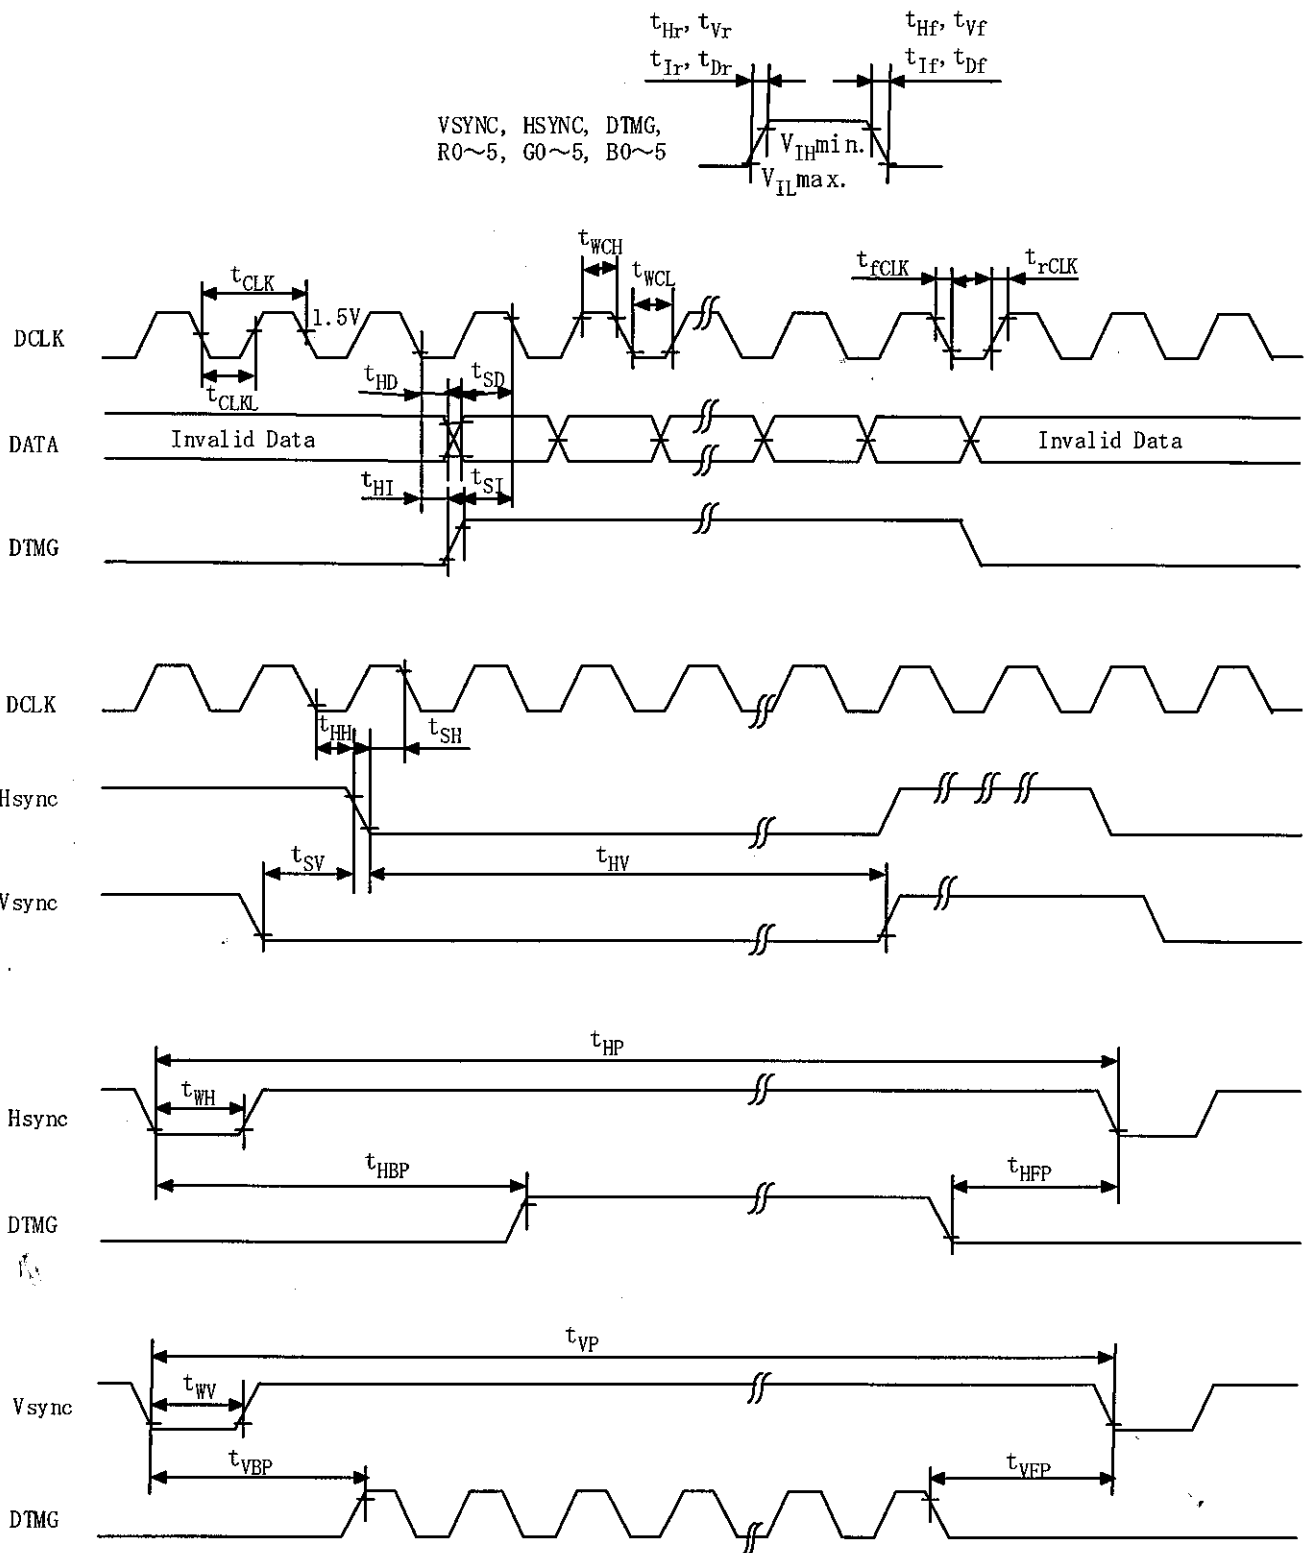 tHr, tVr
tIr, tDr
tHf, tVf
tIf, tDf
VSYNC, HSYNC, DTMG,
R0～5, G0～5, B0～5
VIHmin.
VILmax.
tCLK
tWCH
tWCL
tfCLK
trCLK
DCLK
1.5V
tCLKL
tHD
tSD
DATA
Invalid Data
Invalid Data
tHI
tSI
DTMG
DCLK
tHH
tSH
Hsync
tSV
tHV
Vsync
tHP
Hsync
tWH
tHBP
tHFP
DTMG
tVP
Vsync
tWV
tVBP
tVFP
DTMG